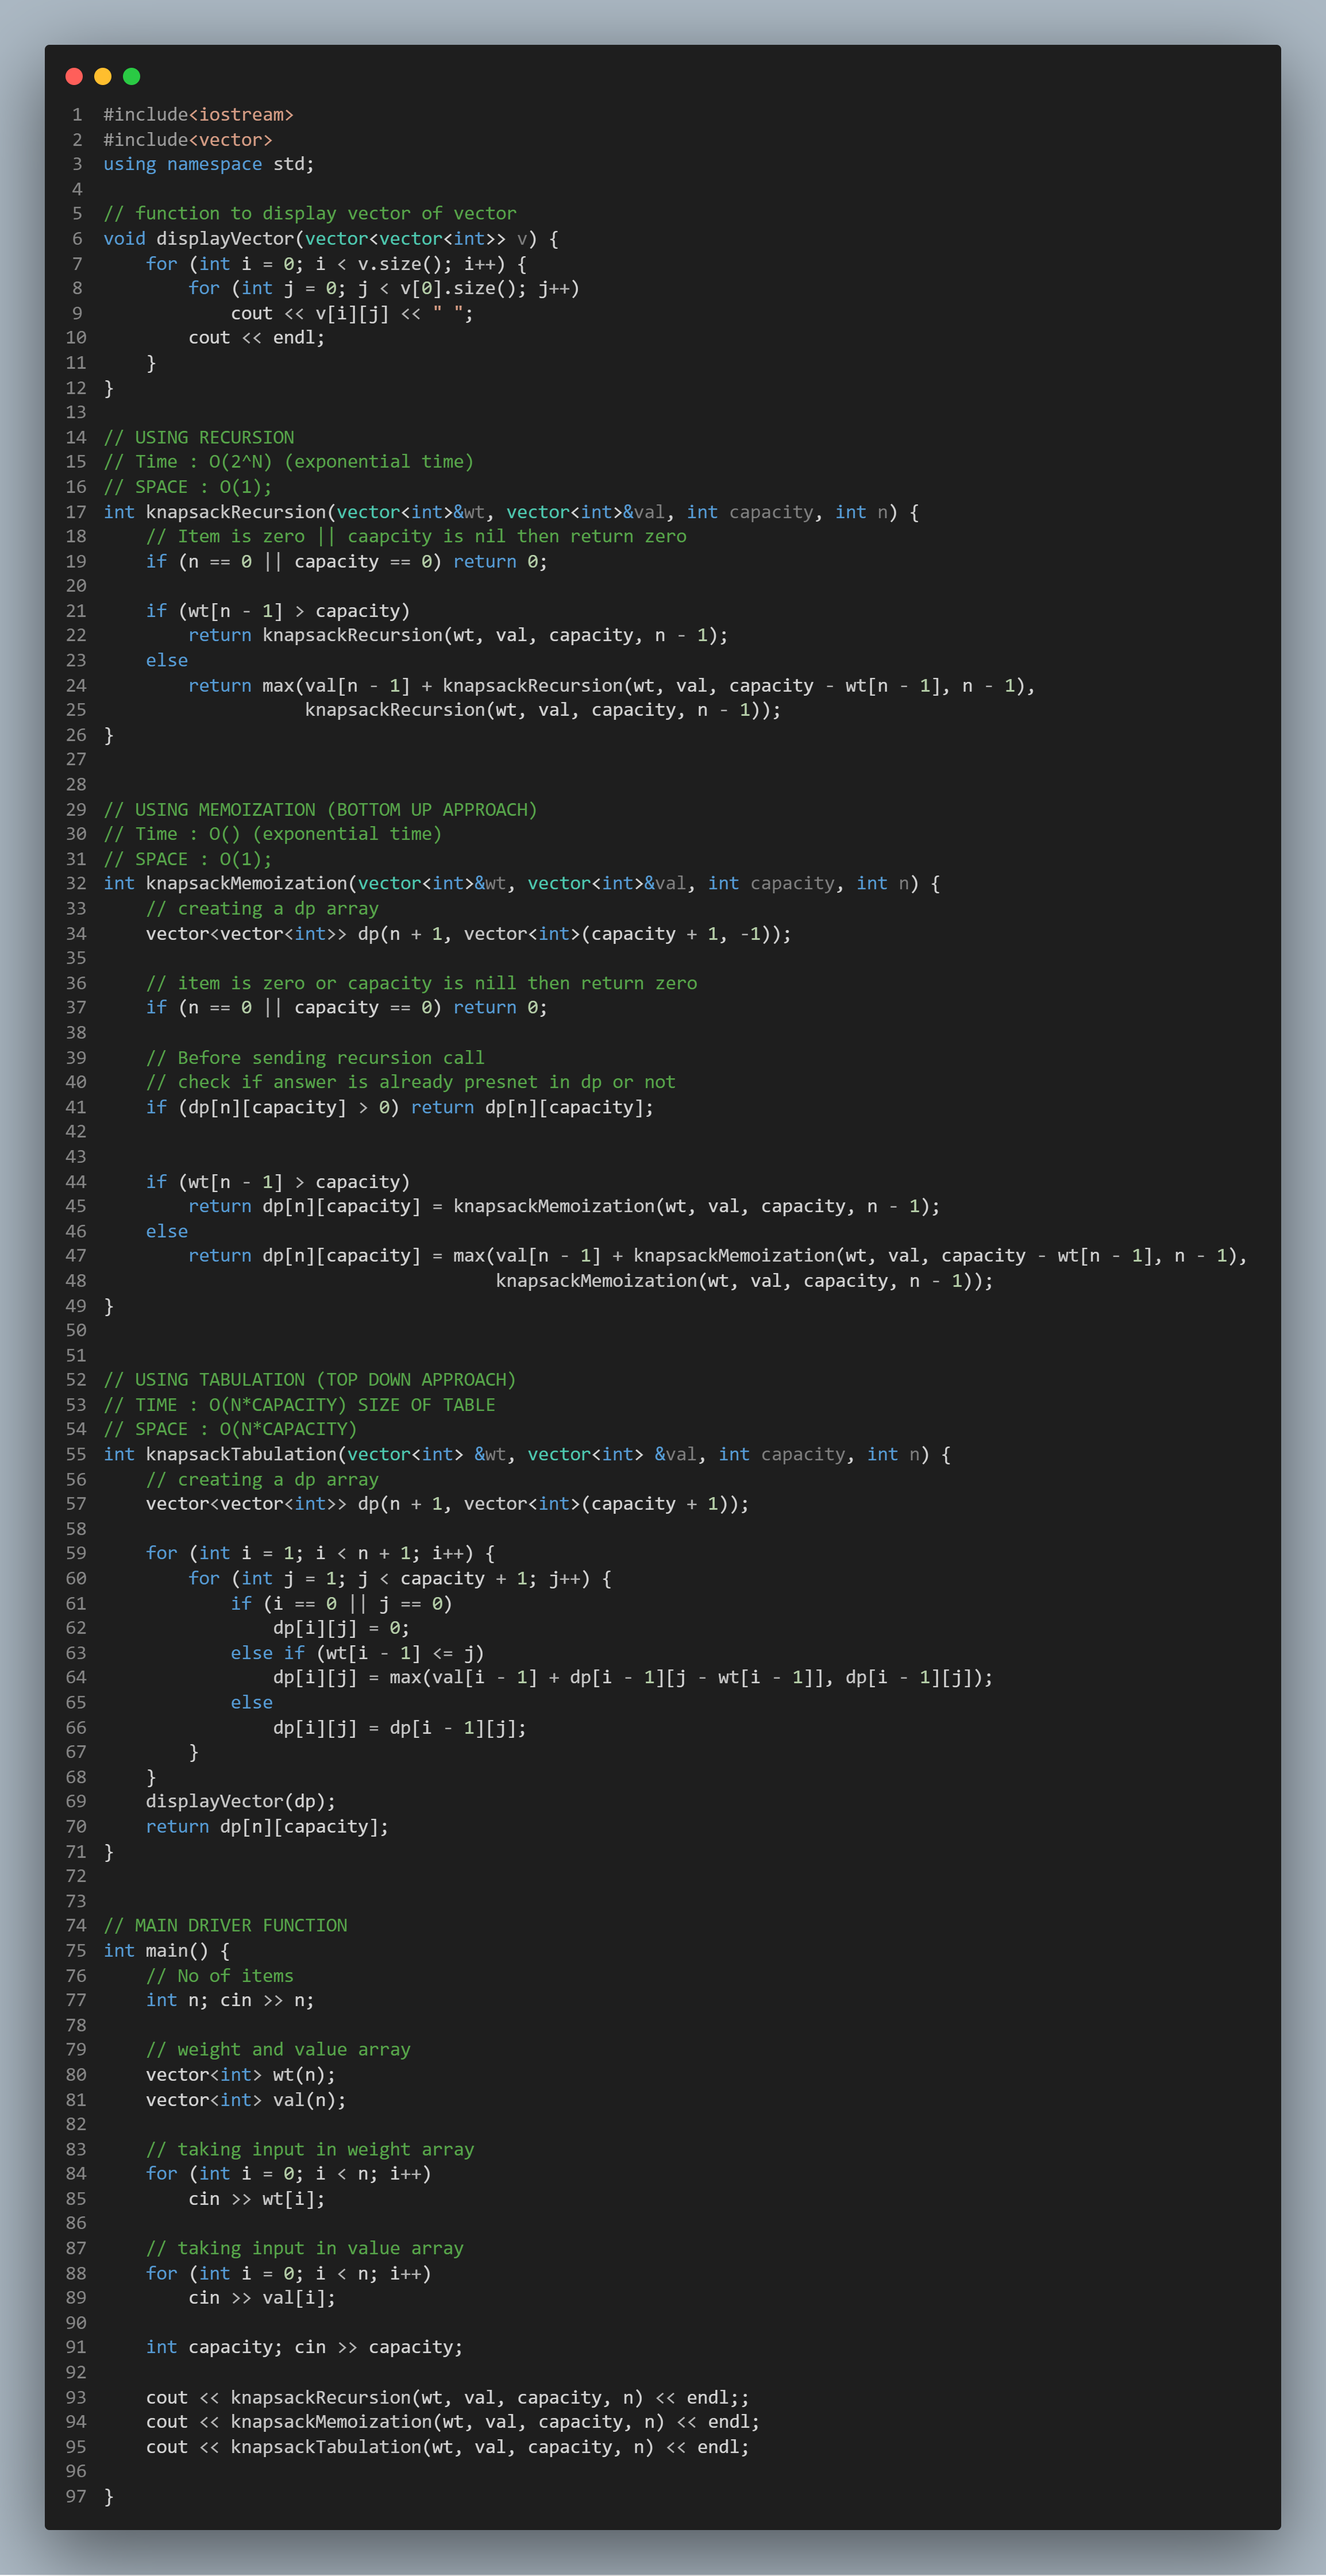 1 #include<iostream>
2 #include<vector>
3 using namespace std;
4
5 // function to display vector of vector
6 void displayVector(vector<vector<int>> v) {
7     for (int i = 0; i < v.size(); i++) {
8         for (int j = 0; j < v[0].size(); j++)
9             cout << v[i][j] << " ";
10         cout << endl;
11     }
12 }
13
14 // USING RECURSION
15 // Time : O(2^N) (exponential time)
16 // SPACE : O(1);
17 int knapsackRecursion(vector<int>&wt, vector<int>&val, int capacity, int n) {
18     // Item is zero || caapcity is nil then return zero
19     if (n == 0 || capacity == 0) return 0;
20
21     if (wt[n - 1] > capacity)
22         return knapsackRecursion(wt, val, capacity, n - 1);
23     else
24         return max(val[n - 1] + knapsackRecursion(wt, val, capacity - wt[n - 1], n - 1),
25                    knapsackRecursion(wt, val, capacity, n - 1));
26 }
27
28
29 // USING MEMOIZATION (BOTTOM UP APPROACH)
30 // Time : O() (exponential time)
31 // SPACE : O(1);
32 int knapsackMemoization(vector<int>&wt, vector<int>&val, int capacity, int n) {
33     // creating a dp array
34     vector<vector<int>> dp(n + 1, vector<int>(capacity + 1, -1));
35
36     // item is zero or capacity is nill then return zero
37     if (n == 0 || capacity == 0) return 0;
38
39     // Before sending recursion call
40     // check if answer is already presnet in dp or not
41     if (dp[n][capacity] > 0) return dp[n][capacity];
42
43
44     if (wt[n - 1] > capacity)
45         return dp[n][capacity] = knapsackMemoization(wt, val, capacity, n - 1);
46     else
47         return dp[n][capacity] = max(val[n - 1] + knapsackMemoization(wt, val, capacity - wt[n - 1], n - 1),
48                                      knapsackMemoization(wt, val, capacity, n - 1));
49 }
50
51
52 // USING TABULATION (TOP DOWN APPROACH)
53 // TIME : O(N*CAPACITY) SIZE OF TABLE
54 // SPACE : O(N*CAPACITY)
55 int knapsackTabulation(vector<int> &wt, vector<int> &val, int capacity, int n) {
56     // creating a dp array
57     vector<vector<int>> dp(n + 1, vector<int>(capacity + 1));
58
59     for (int i = 1; i < n + 1; i++) {
60         for (int j = 1; j < capacity + 1; j++) {
61             if (i == 0 || j == 0)
62                 dp[i][j] = 0;
63             else if (wt[i - 1] <= j)
64                 dp[i][j] = max(val[i - 1] + dp[i - 1][j - wt[i - 1]], dp[i - 1][j]);
65             else
66                 dp[i][j] = dp[i - 1][j];
67         }
68     }
69     displayVector(dp);
70     return dp[n][capacity];
71 }
72
73
74 // MAIN DRIVER FUNCTION
75 int main() {
76     // No of items
77     int n; cin >> n;
78
79     // weight and value array
80     vector<int> wt(n);
81     vector<int> val(n);
82
83     // taking input in weight array
84     for (int i = 0; i < n; i++)
85         cin >> wt[i];
86
87     // taking input in value array
88     for (int i = 0; i < n; i++)
89         cin >> val[i];
90
91     int capacity; cin >> capacity;
92
93     cout << knapsackRecursion(wt, val, capacity, n) << endl;;
94     cout << knapsackMemoization(wt, val, capacity, n) << endl;
95     cout << knapsackTabulation(wt, val, capacity, n) << endl;
96
97 }